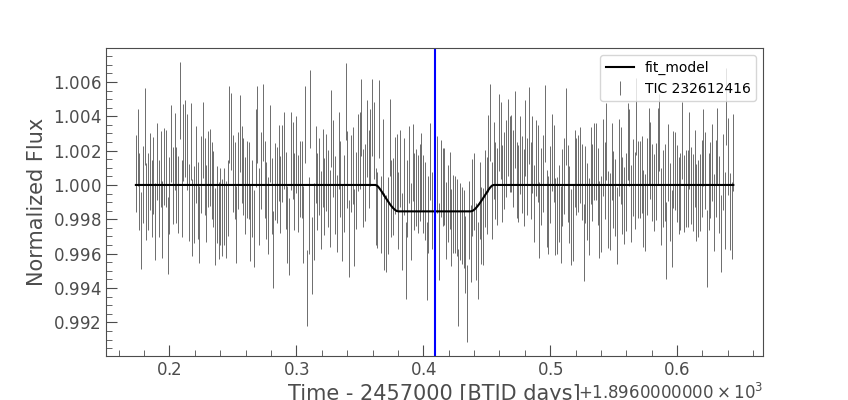 fit_model
TIC 232612416
Normalized Flux
1.006
1.004
1.002
1.000
0.998
0.996
0.994
0.992
0.2
0.3
0.4
0.5
0.6
Time - 2457000 [BTJD days]
+1.8960000000 × 10³